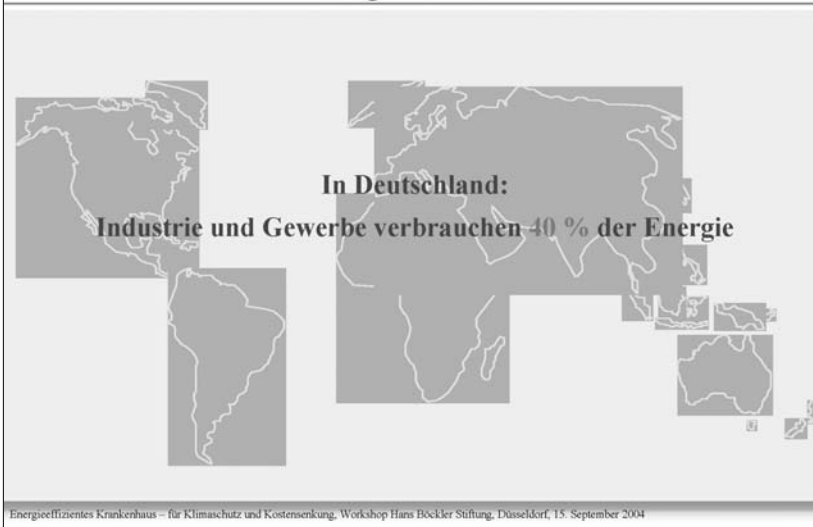 In Deutschland:
Industrie und Gewerbe verbrauchen 40 % der Energie
Energieeffizientes Krankenhaus – für Klimaschutz und Kostensenkung, Workshop Hans Böckler Stiftung, Düsseldorf, 15. September 2004